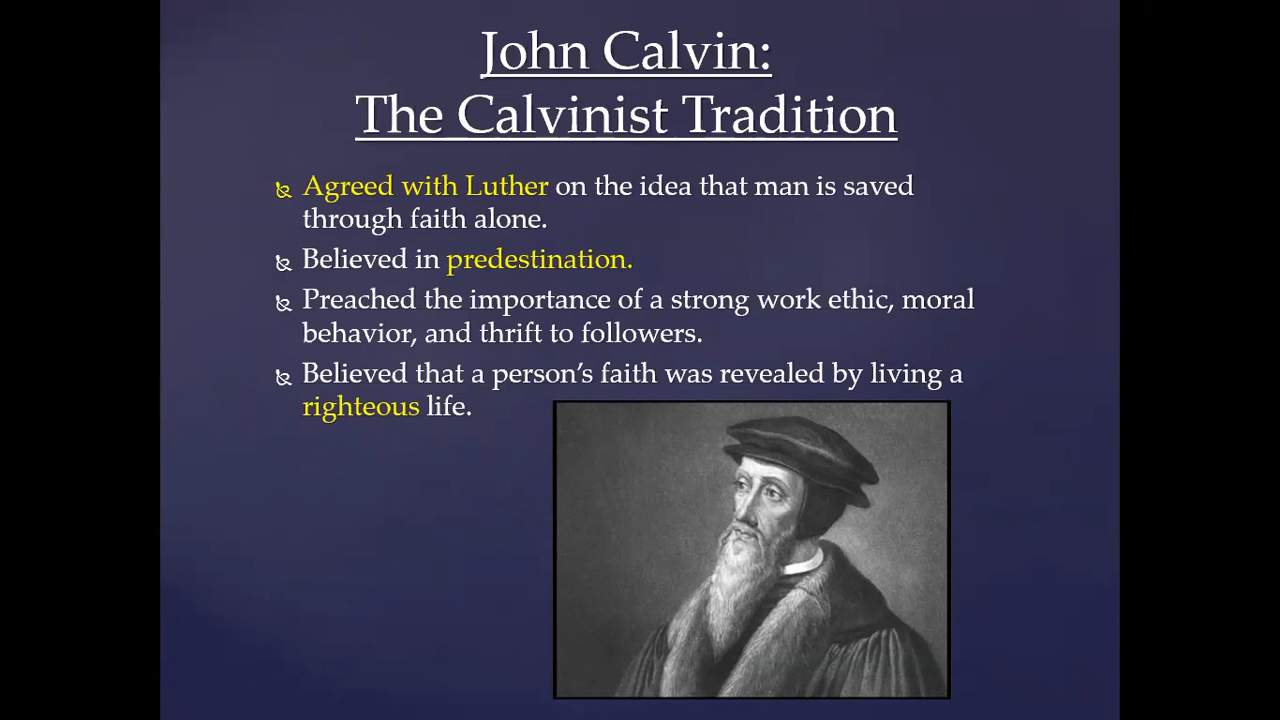 John Calvin:
The Calvinist Tradition
Agreed with Luther on the idea that man is saved
through faith alone.
Believed in predestination.
Preached the importance of a strong work ethic, moral
behavior, and thrift to followers.
Believed that a person’s faith was revealed by living a
righteous life.